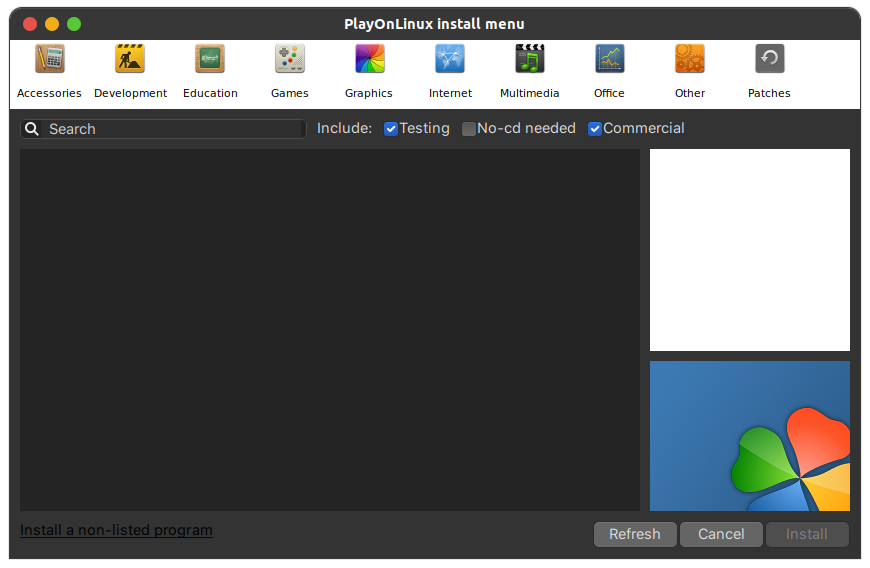 PlayOnLinux install menu
Accessories Development Education Games Graphics Internet Multimedia Office Other Patches
Search Include: Testing No-cd needed Commercial
Install a non-listed program Refresh Cancel Install